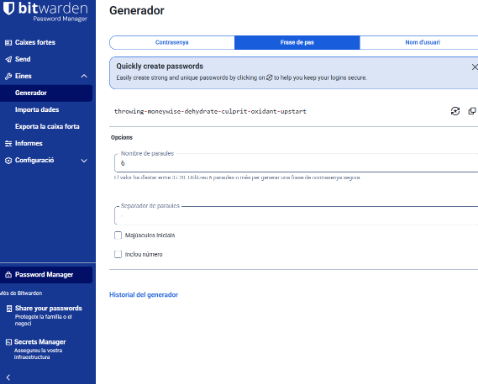 bitwarden
Password Manager
Caixes fortes
Send
Eines
Generador
Importa dades
Exporta la caixa forta
Informes
Configuració
Password Manager
Més de Bitwarden
Share your passwords
Protegeix la família o el
negoci
Secrets Manager
Assegureu la vostra
infraestructura
Generador
Contrasenya
Frase de pas
Nom d'usuari
Quickly create passwords
Easily create strong and unique passwords by clicking on to help you keep your logins secure.
throwing-moneywise-dehydrate-culprit-oxidant-upstart
Opcions
Nombre de paraules
6
El valor ha d'estar entre 3 i 20. Utilitzeu 6 paraules o més per generar una frase de contrasenya segura.
Separador de paraules
-
Majúscules inicials
Inclou número
Historial del generador